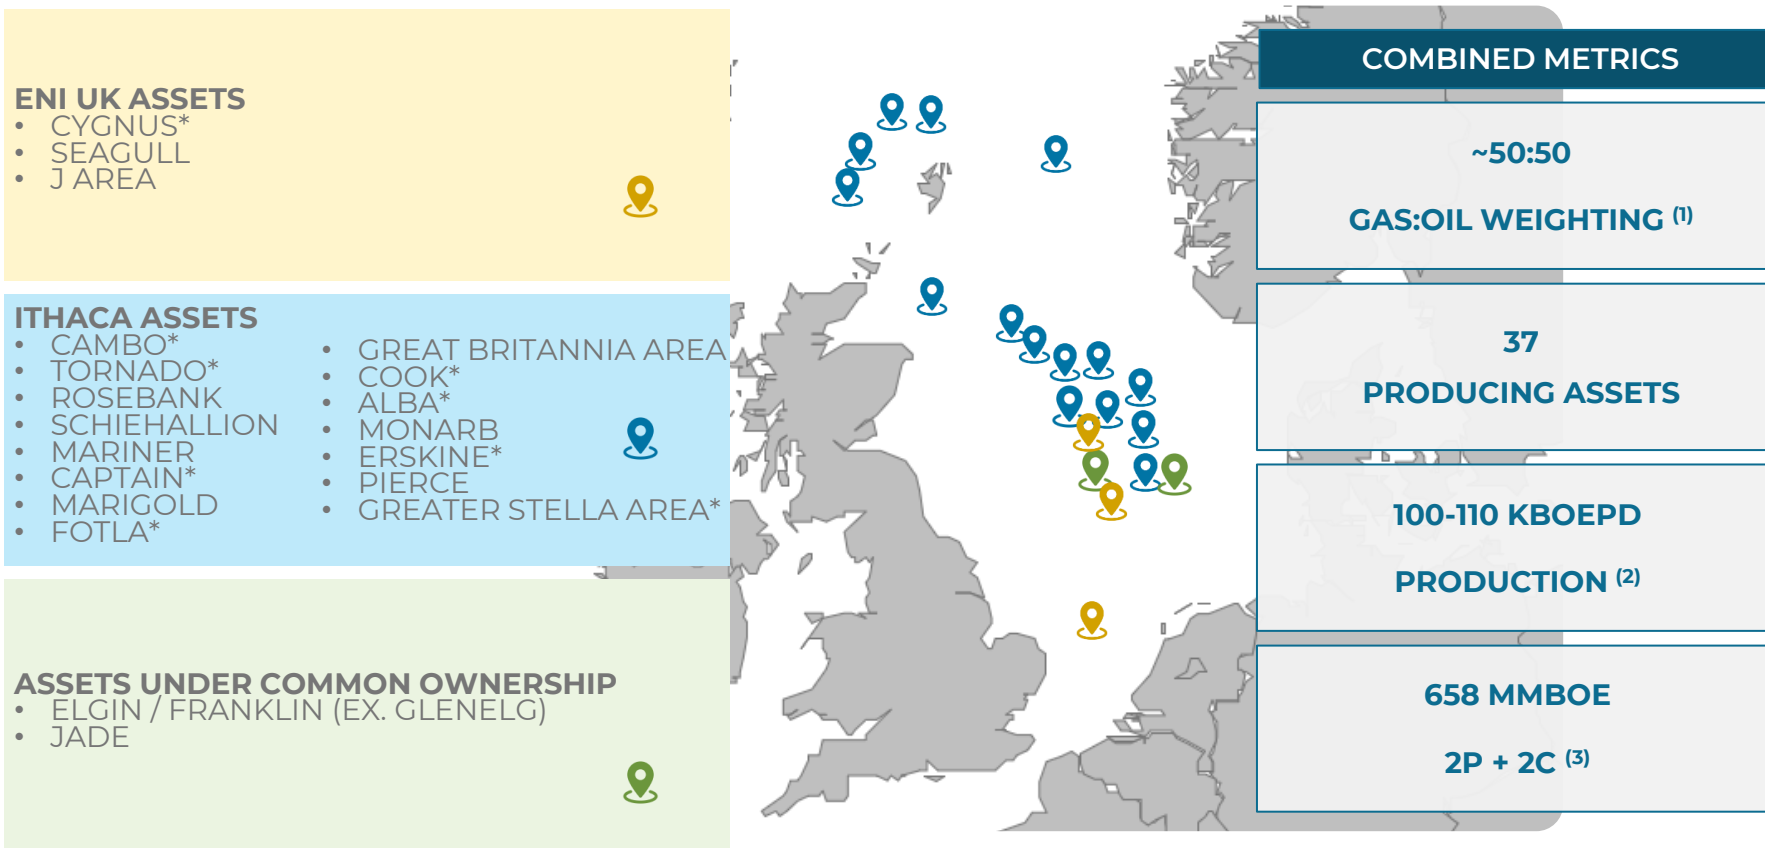 ENI UK ASSETS
• CYGNUS*
• SEAGULL
• J AREA
ITHACA ASSETS
• CAMBO*
• TORNADO*
• ROSEBANK
• SCHIEHALLION
• MARINER
• CAPTAIN*
• MARIGOLD
• FOTLA*
• GREAT BRITANNIA AREA
• COOK*
• ALBA*
• MONARB
• ERSKINE*
• PIERCE
• GREATER STELLA AREA*
ASSETS UNDER COMMON OWNERSHIP
• ELGIN / FRANKLIN (EX. GLENELG)
• JADE
COMBINED METRICS
~50:50
GAS:OIL WEIGHTING (1)
37
PRODUCING ASSETS
100-110 KBOEPD
PRODUCTION (2)
658 MMBOE
2P + 2C (3)